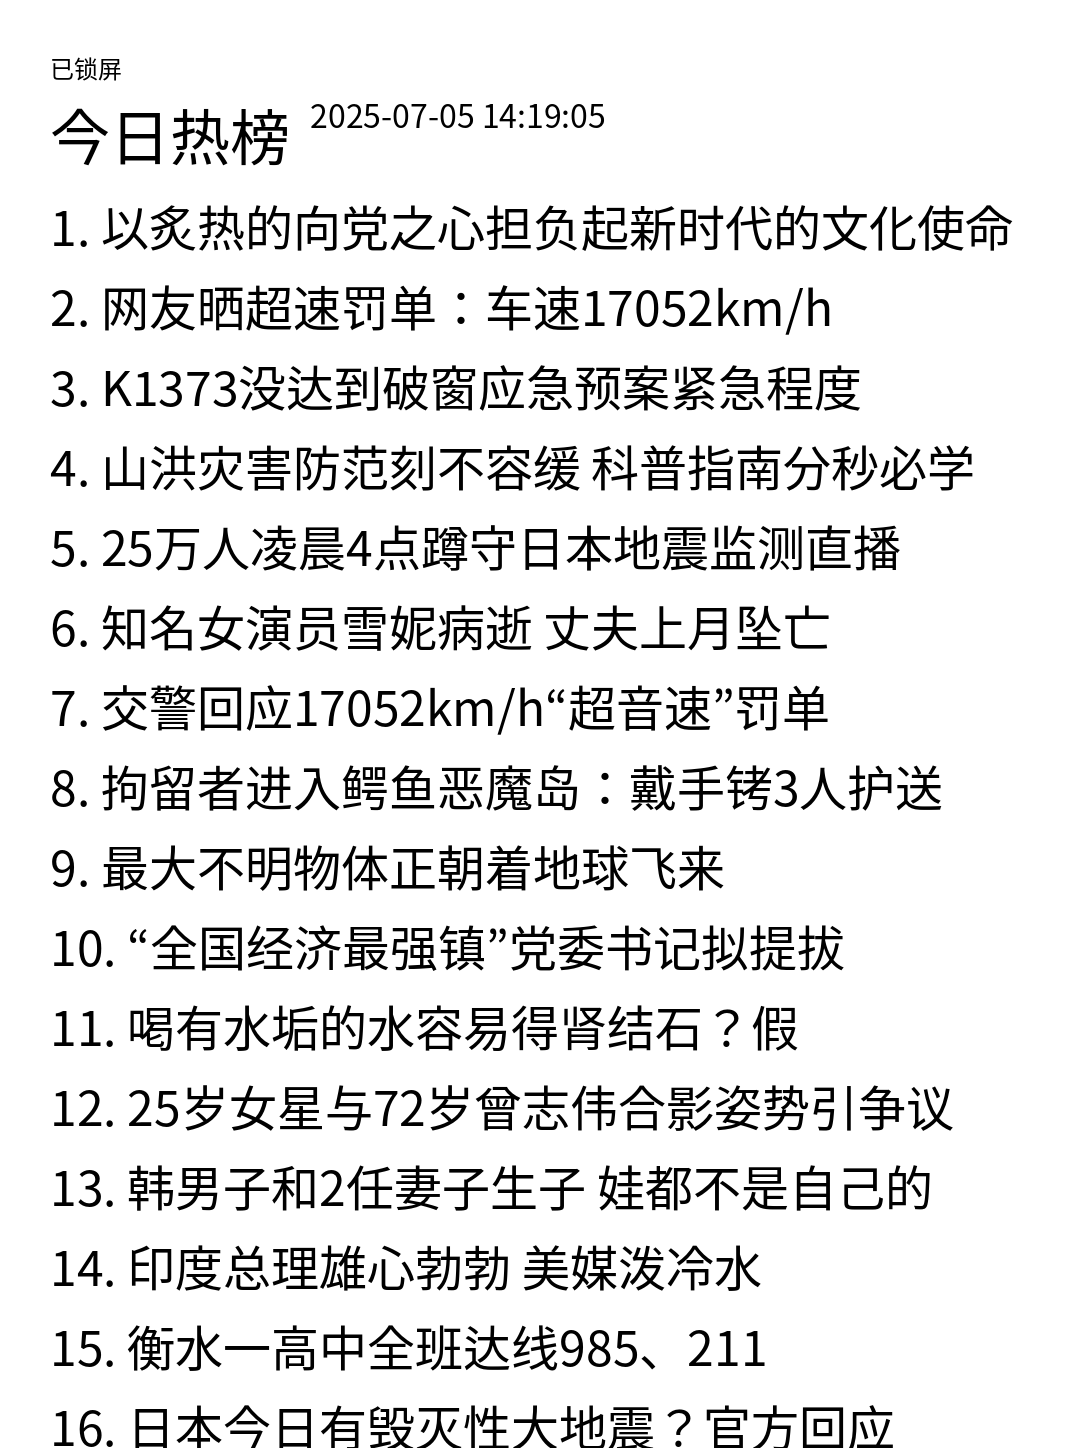 已锁屏
今日热榜 2025-07-05 14:19:05
1. 以炙热的向党之心担负起新时代的文化使命
2. 网友晒超速罚单：车速17052km/h
3. K1373没达到破窗应急预案紧急程度
4. 山洪灾害防范刻不容缓 科普指南分秒必学
5. 25万人凌晨4点蹲守日本地震监测直播
6. 知名女演员雪妮病逝 丈夫上月坠亡
7. 交警回应17052km/h“超音速”罚单
8. 拘留者进入鳄鱼恶魔岛：戴手铐3人护送
9. 最大不明物体正朝着地球飞来
10. “全国经济最强镇”党委书记拟提拔
11. 喝有水垢的水容易得肾结石？假
12. 25岁女星与72岁曾志伟合影姿势引争议
13. 韩男子和2任妻子生子 娃都不是自己的
14. 印度总理雄心勃勃 美媒泼冷水
15. 衡水一高中全班达线985、211
16. 日本今日有毁灭性大地震？官方回应